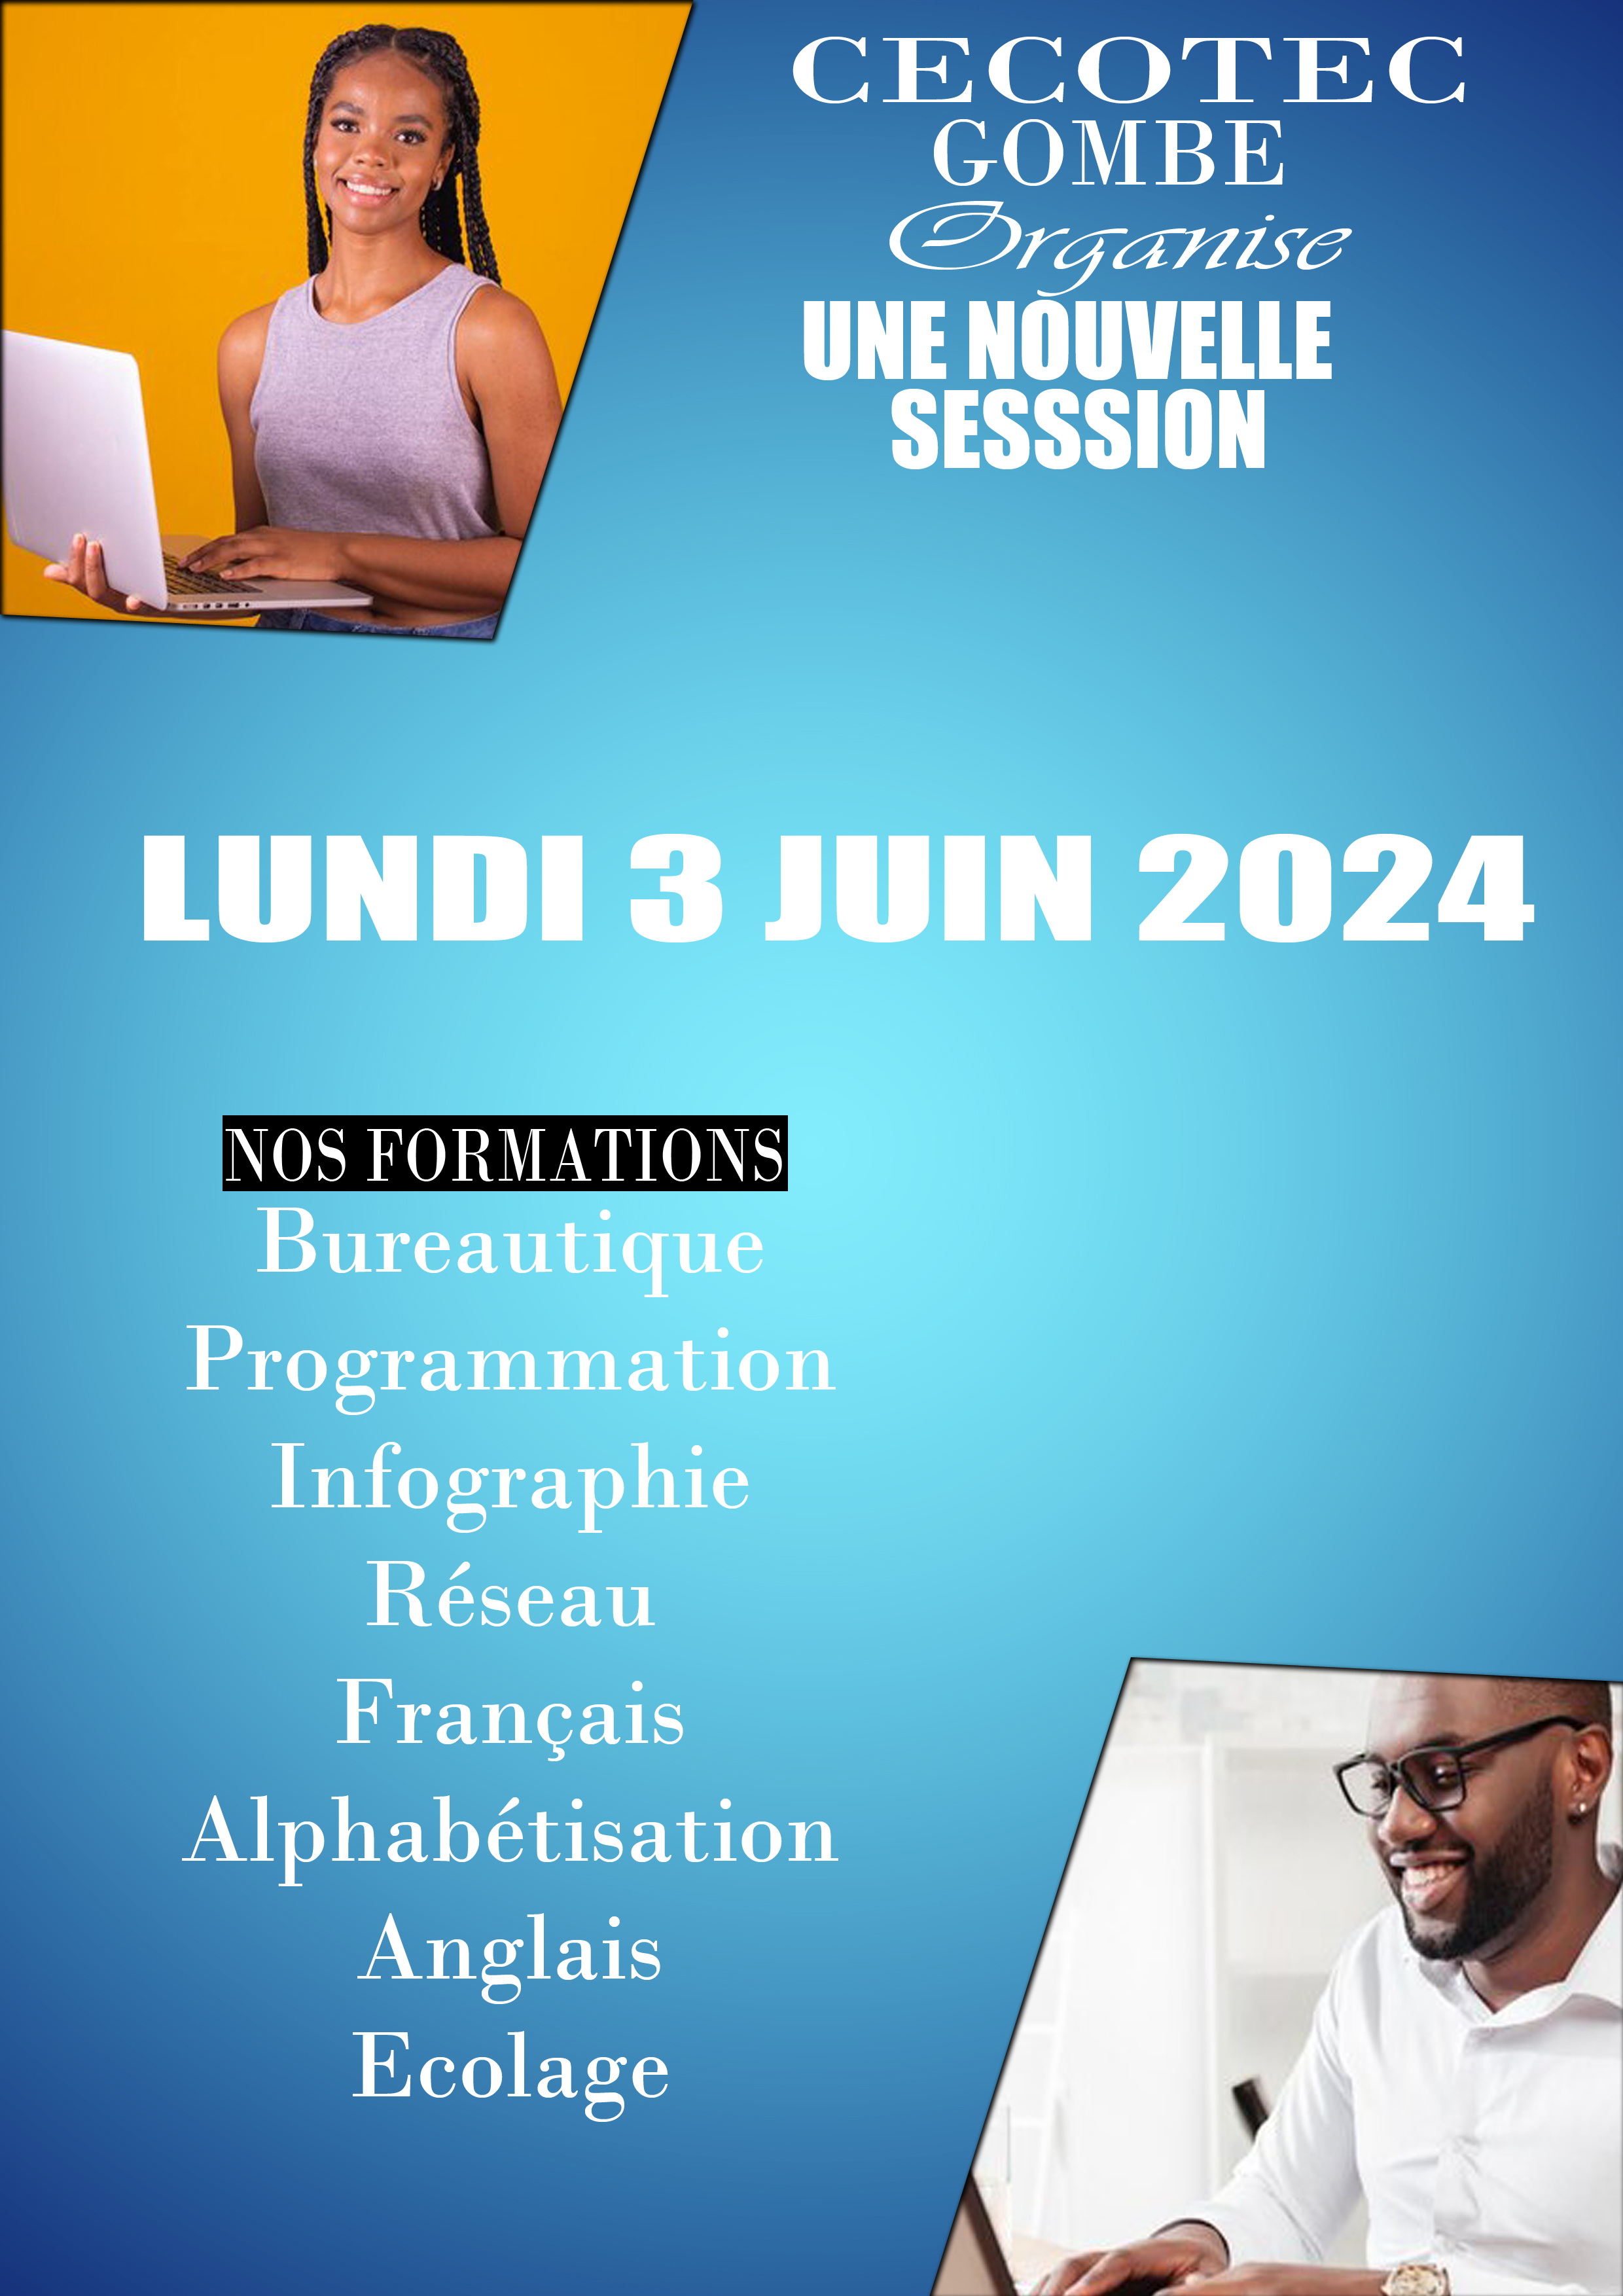 CECOTEC
GOMBE
Organise
UNE NOUVELLE
SESSSION
LUNDI 3 JUIN 2024
NOS FORMATIONS
Bureautique
Programmation
Infographie
Réseau
Français
Alphabétisation
Anglais
Ecolage